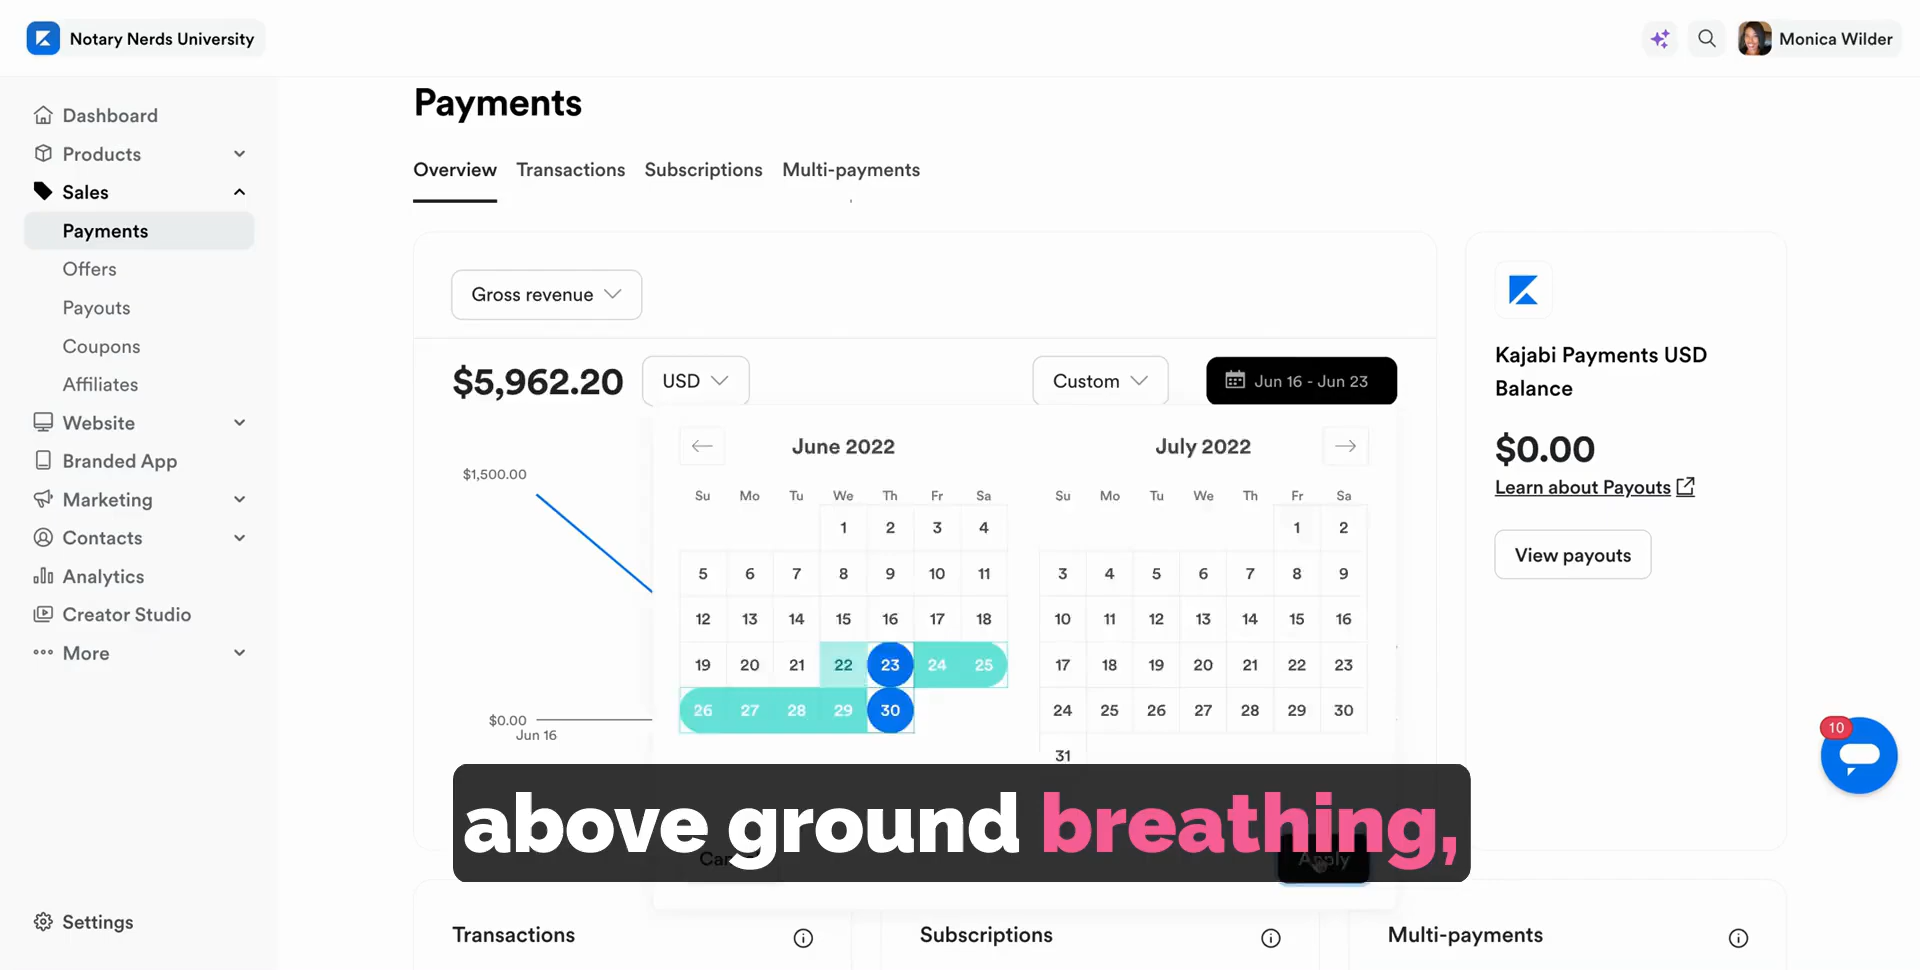 Notary Nerds University
Monica Wilder
Dashboard
Products
Sales
Payments
Offers
Payouts
Coupons
Affiliates
Website
Branded App
Marketing
Contacts
Analytics
Creator Studio
More
Settings
Payments
Overview Transactions Subscriptions Multi-payments
Gross revenue
$5,962.20 USD Custom Jun 16 - Jun 23
$1,500.00
$0.00
Jun 16
June 2022
Su Mo Tu We Th Fr Sa
1 2 3 4
5 6 7 8 9 10 11
12 13 14 15 16 17 18
19 20 21 22 23 24 25
26 27 28 29 30
July 2022
Su Mo Tu We Th Fr Sa
1 2
3 4 5 6 7 8 9
10 11 12 13 14 15 16
17 18 19 20 21 22 23
24 25 26 27 28 29 30
31
above ground breathing,
Apply
Kajabi Payments USD
Balance
$0.00
Learn about Payouts
View payouts
10
Transactions
Subscriptions
Multi-payments